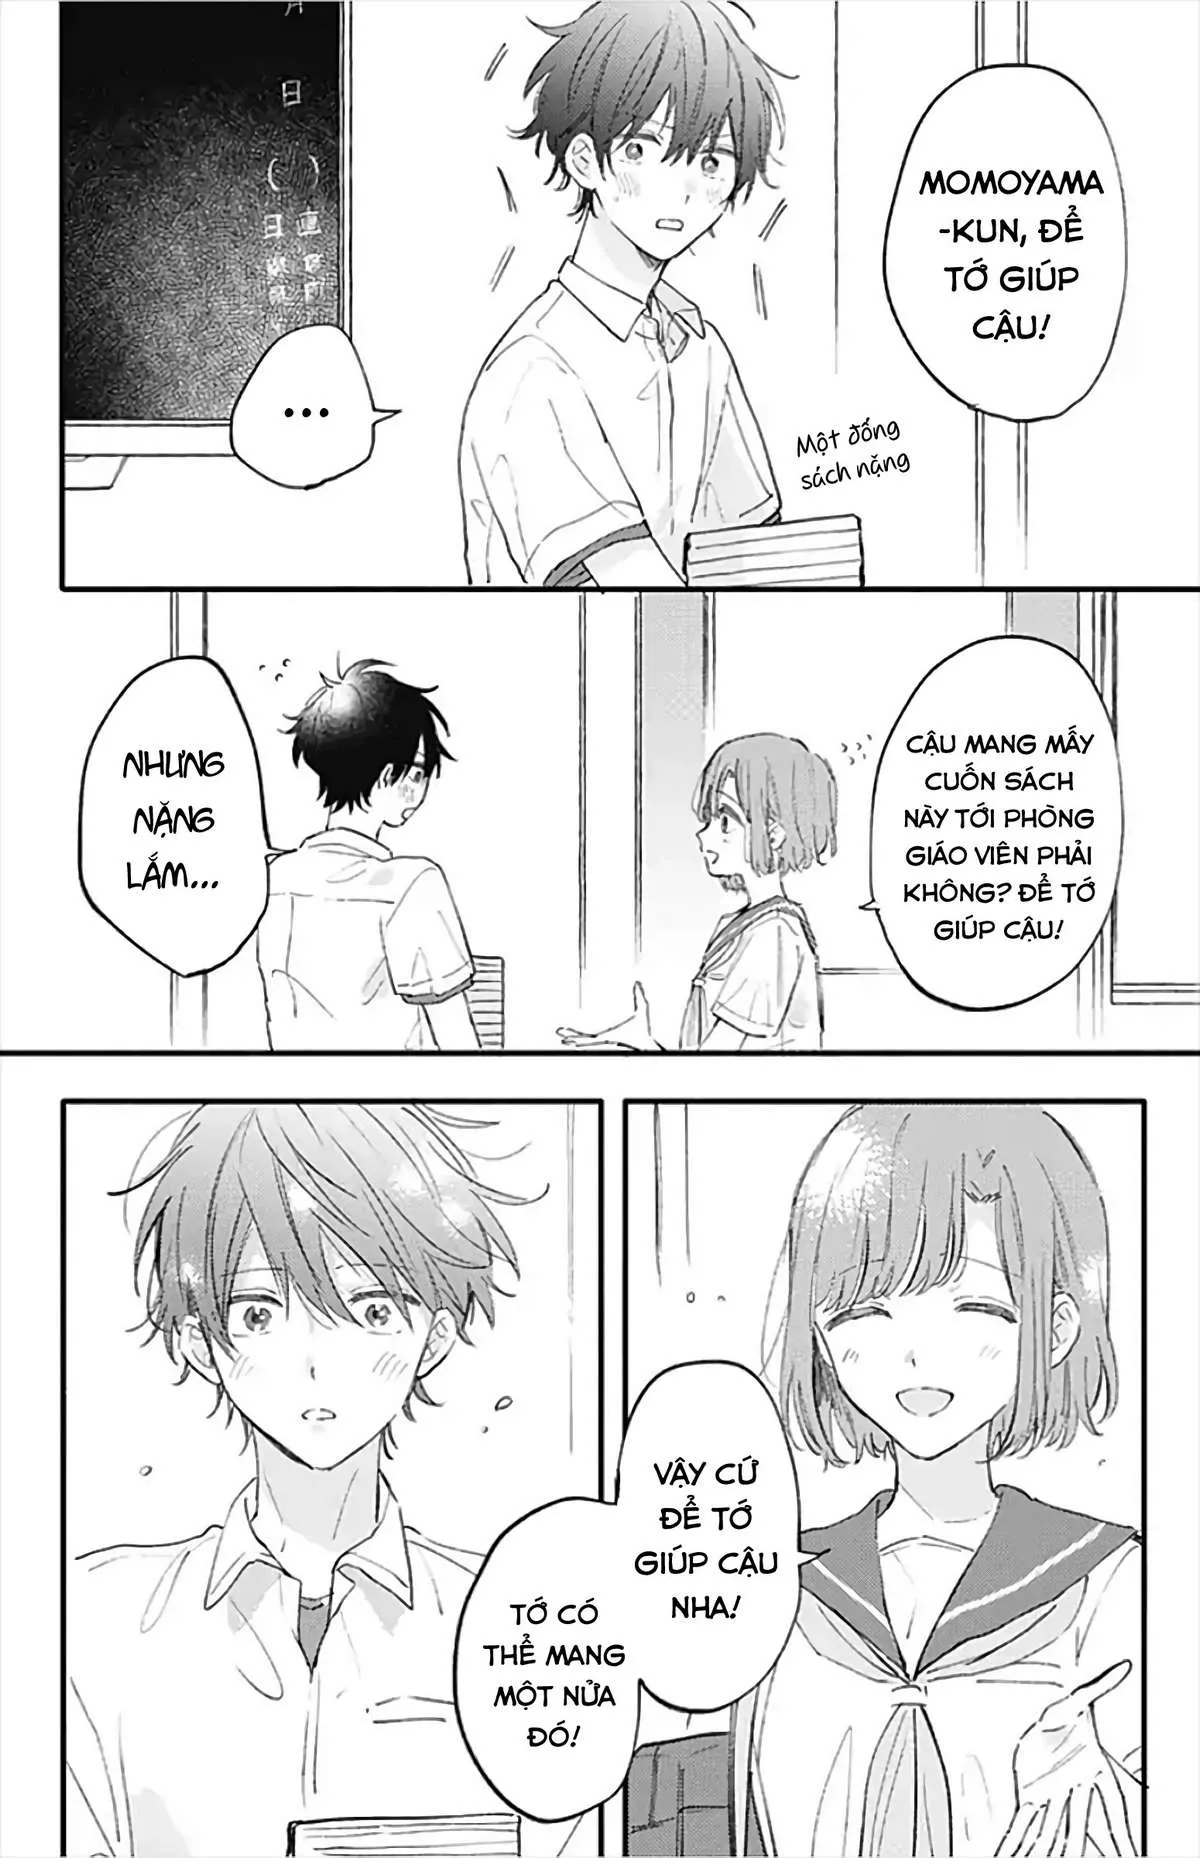 MOMOYAMA
-KUN, ĐỂ
TỚ GIÚP
CẬU!
Một đống
sách nặng
...
日
日
CẬU MANG MẤY
CUỐN SÁCH
NÀY TỚI PHÒNG
GIÁO VIÊN PHẢI
KHÔNG? ĐỂ TỚ
GIÚP CẬU!
NHƯNG
NẶNG
LẮM...
VẬY CỨ
ĐỂ TỚ
GIÚP CẬU
NHA!
TỚ CÓ
THỂ MANG
MỘT NỬA
ĐÓ!